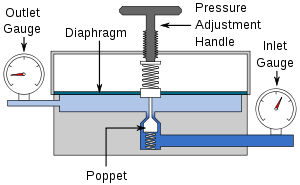 Outlet
Gauge
Diaphragm
Pressure
Adjustment
Handle
Inlet
Gauge
Poppet